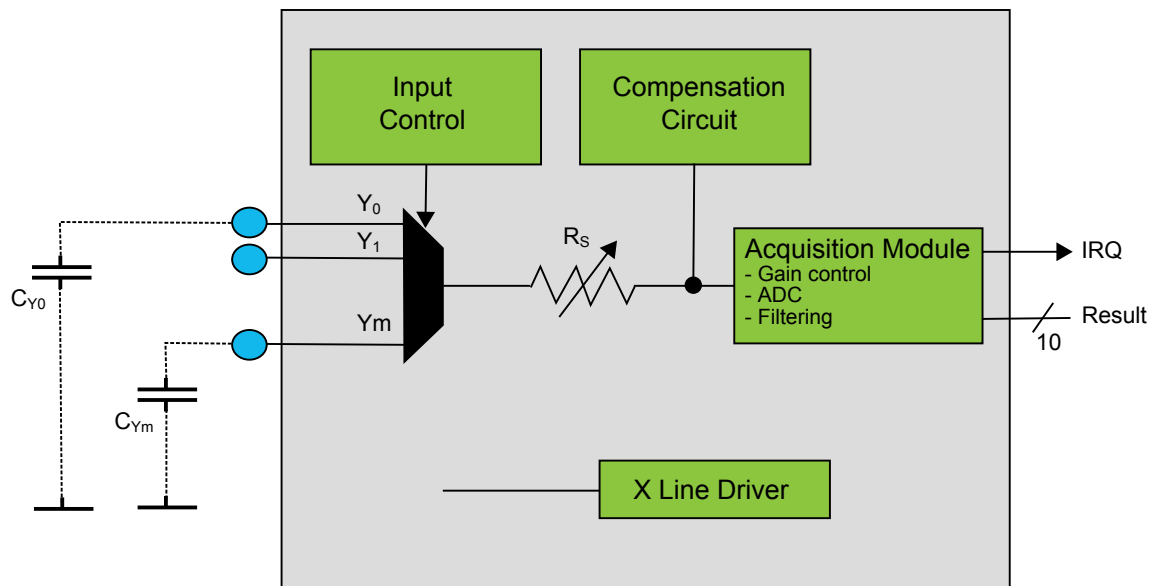 Input
Control
Compensation
Circuit
Y0
Y1
Ym
RS
CY0
CYm
Acquisition Module
- Gain control
- ADC
- Filtering
IRQ
Result
10
X Line Driver